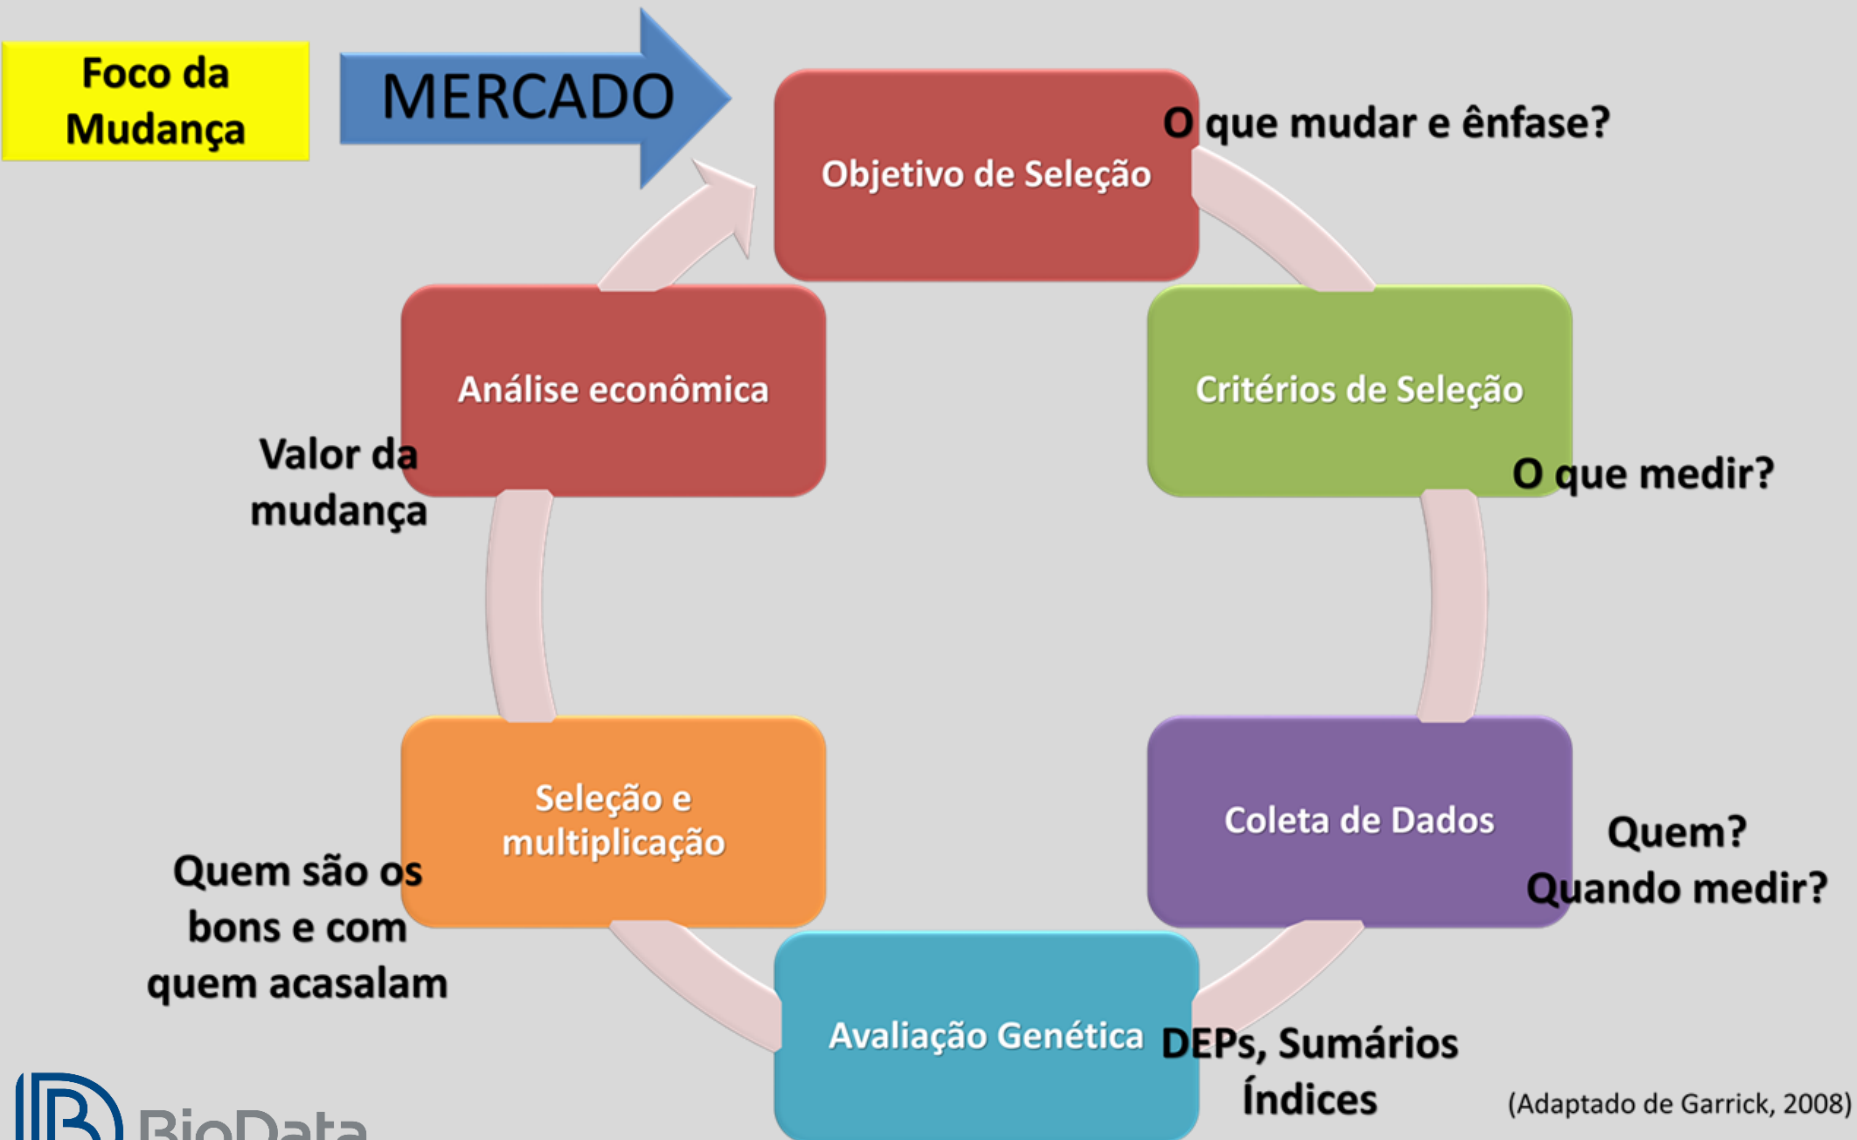 Foco da
Mudança
MERCADO
Objetivo de Seleção
O que mudar e ênfase?
Critérios de Seleção
O que medir?
Coleta de Dados
Quem?
Quando medir?
Avaliação Genética
DEPs, Sumários
Índices
Seleção e
multiplicação
Quem são os
bons e com
quem acasalam
Análise econômica
Valor da
mudança
BioData
(Adaptado de Garrick, 2008)